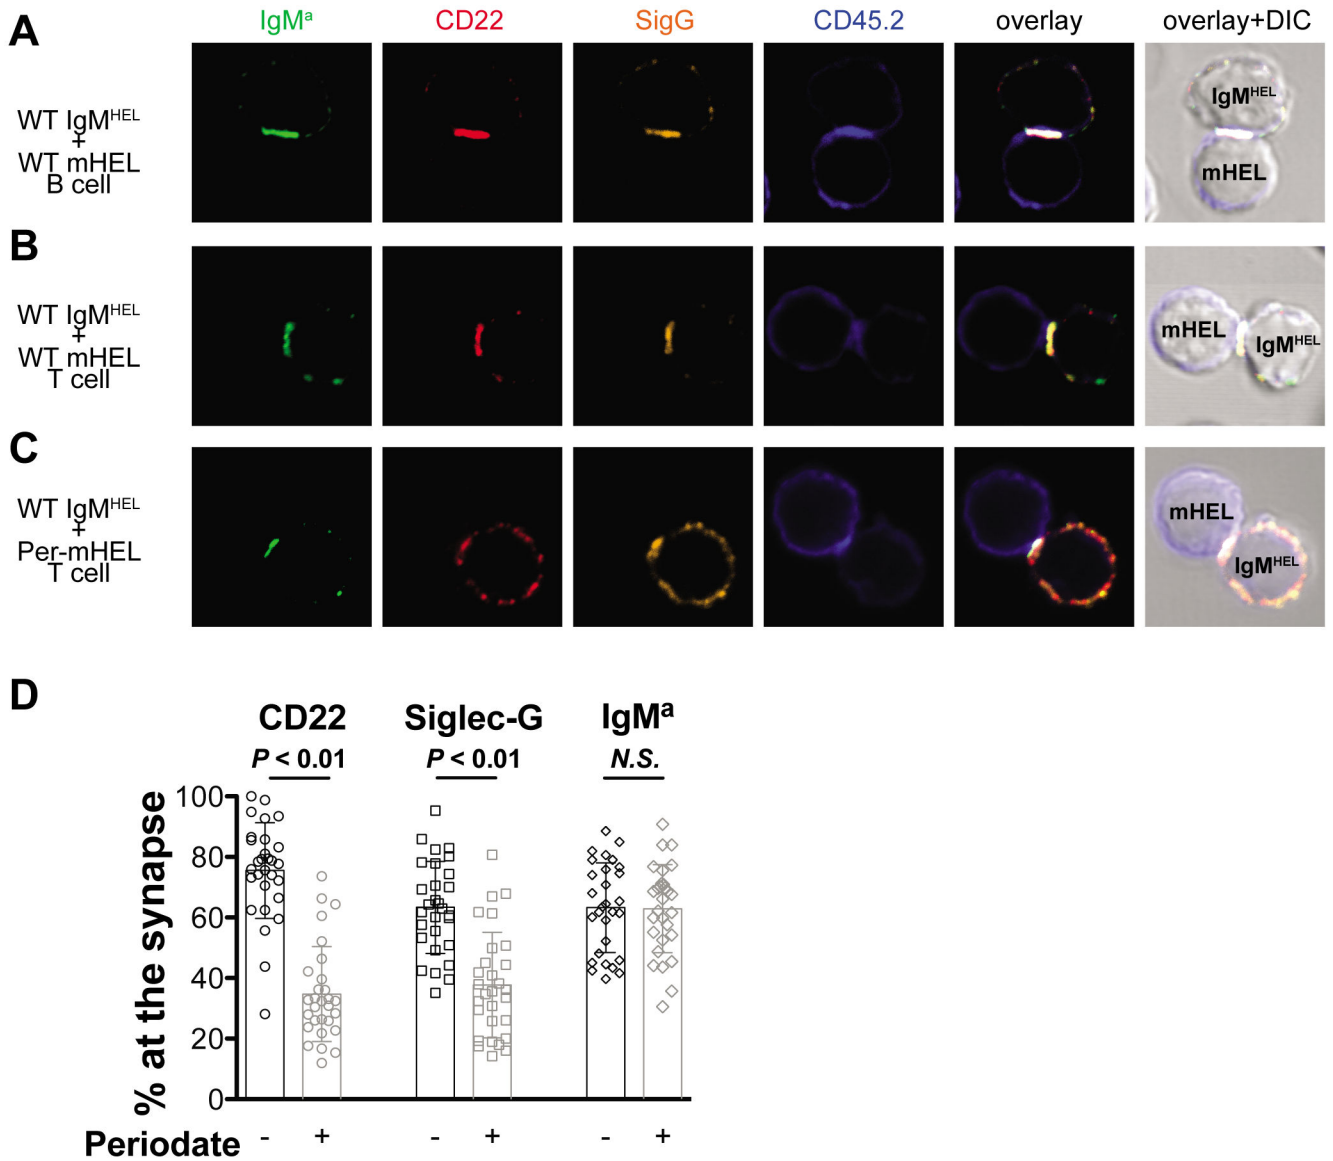 A
IgMᵃ CD22 SigG CD45.2 overlay overlay+DIC
WT IgMᴴᴱᴸ
+
WT mHEL
B cell
IgMᴴᴱᴸ
mHEL
B
WT IgMᴴᴱᴸ
+
WT mHEL
T cell
mHEL
IgMᴴᴱᴸ
C
WT IgMᴴᴱᴸ
+
Per-mHEL
T cell
mHEL
IgMᴴᴱᴸ
D
CD22 Siglec-G IgMᵃ
P < 0.01 P < 0.01 N.S.
% at the synapse
100
80
60
40
20
0
Periodate - + - + - +